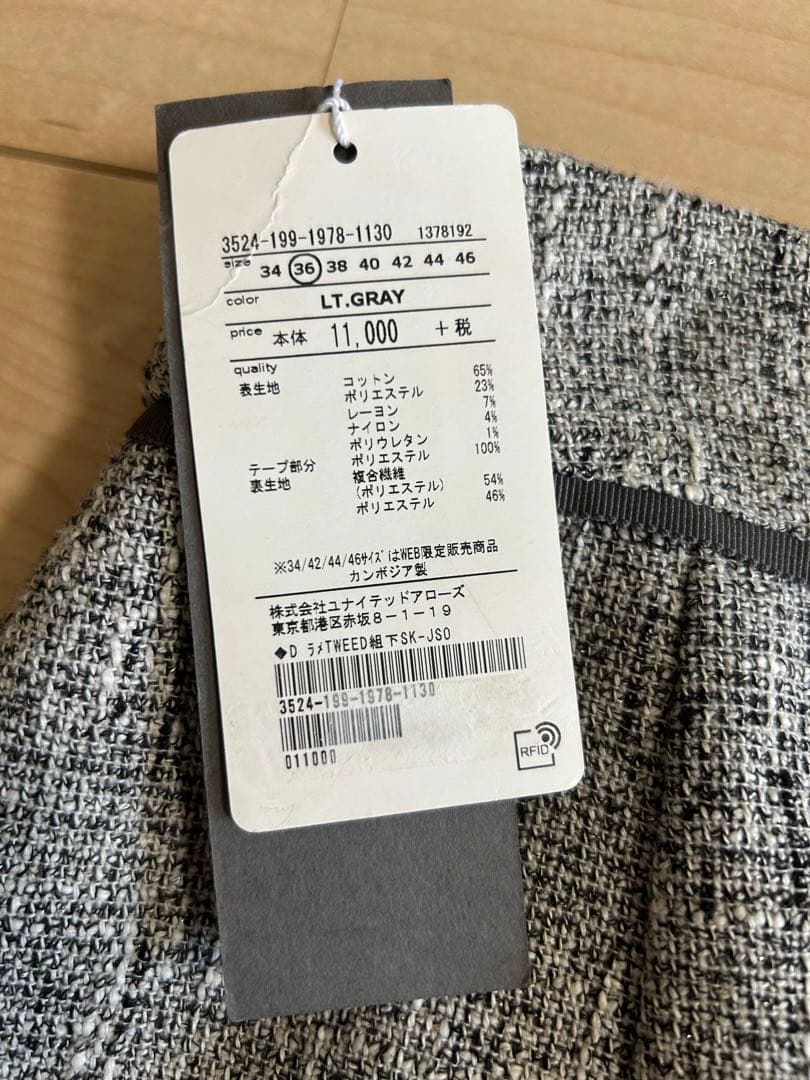 3524-199-1978-1130 1378192
size 34 36 38 40 42 44 46
color LT.GRAY
price 本体 11,000 +税
quality
表生地 コットン 65%
ポリエステル 23%
レーヨン 7%
ナイロン 4%
ポリウレタン 1%
テープ部分 ポリエステル 100%
裏生地 複合繊維
(ポリエステル) 54%
ポリエステル 46%
※34/42/44/46サイズはWEB限定販売商品
カンボジア製
株式会社ユナイテッドアローズ
東京都港区赤坂8-1-19
◆D ラメTWEED組下SK-JSO
3524-199-1978-1130
011000
RFID